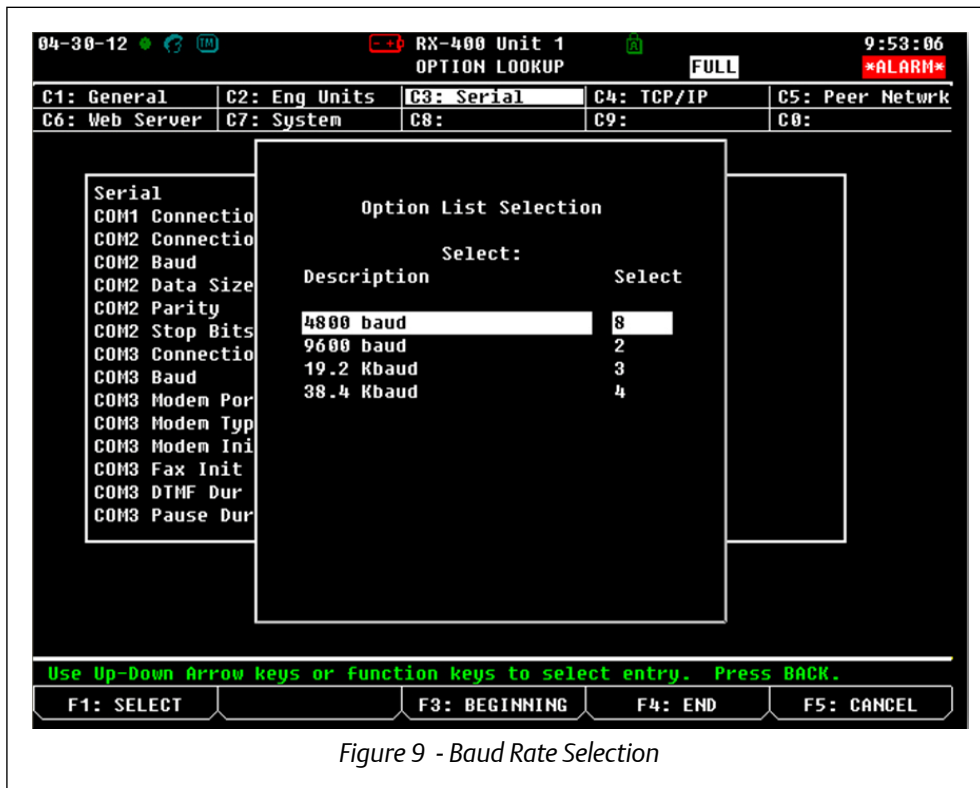 04-30-12 TM - + RX-400 Unit 1 A 9:53:06
OPTION LOOKUP FULL *ALARM*
C1: General C2: Eng Units C3: Serial C4: TCP/IP C5: Peer Netwrk
C6: Web Server C7: System C8: C9: C0:
Serial
COM1 Connectio
COM2 Connectio
COM2 Baud
COM2 Data Size
COM2 Parity
COM2 Stop Bits
COM3 Connectio
COM3 Baud
COM3 Modem Por
COM3 Modem Typ
COM3 Modem Ini
COM3 Fax Init
COM3 DTMF Dur
COM3 Pause Dur
Option List Selection
Select:
Description Select
4800 baud 8
9600 baud 2
19.2 Kbaud 3
38.4 Kbaud 4
Use Up-Down Arrow keys or function keys to select entry. Press BACK.
F1: SELECT F3: BEGINNING F4: END F5: CANCEL
Figure 9 - Baud Rate Selection